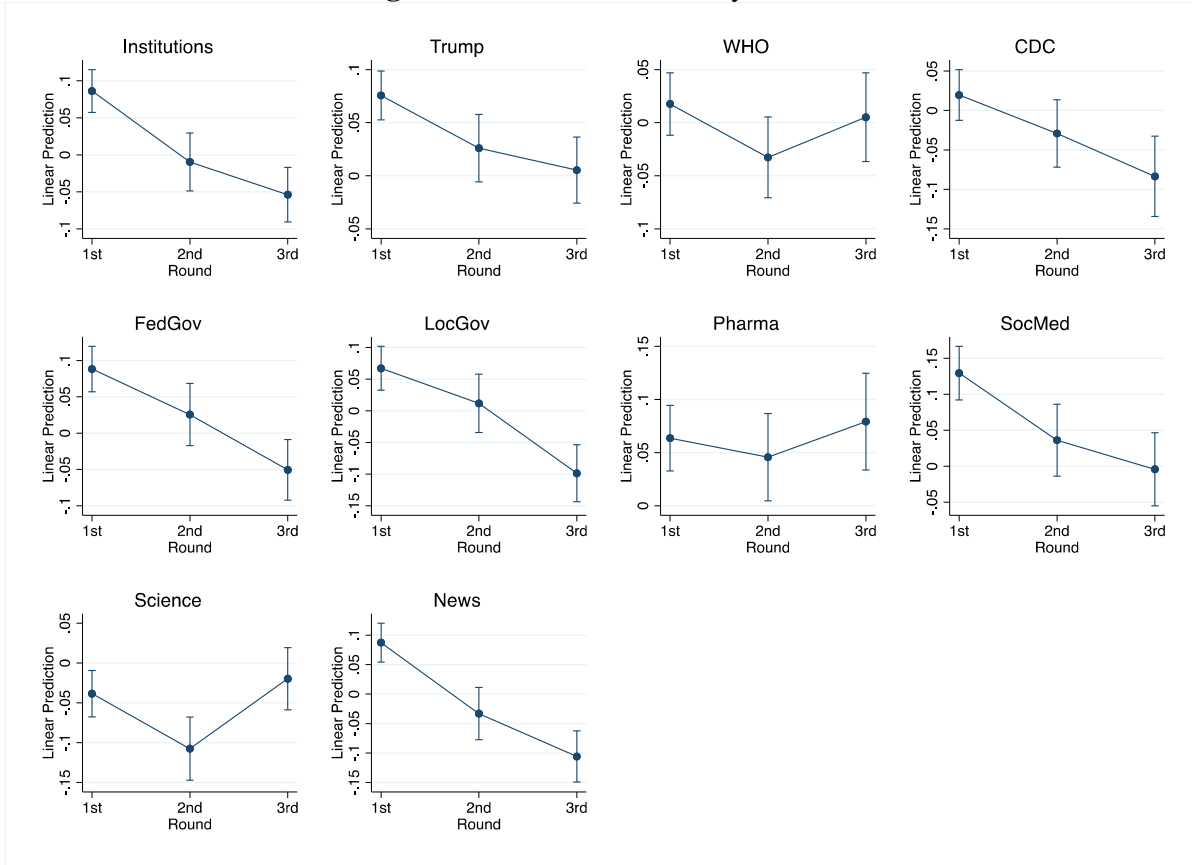 Institutions
Linear Prediction
.1
.05
0
-.05
-.1
1st 2nd 3rd
Round
Trump
Linear Prediction
.1
.05
0
-.05
1st 2nd 3rd
Round
WHO
Linear Prediction
.05
0
-.05
-.1
1st 2nd 3rd
Round
CDC
Linear Prediction
.05
0
-.05
-.1
-.15
1st 2nd 3rd
Round
FedGov
Linear Prediction
.1
.05
0
-.05
-.1
1st 2nd 3rd
Round
LocGov
Linear Prediction
.1
.05
0
-.05
-.1
-.15
1st 2nd 3rd
Round
Pharma
Linear Prediction
.15
.1
.05
0
1st 2nd 3rd
Round
SocMed
Linear Prediction
.15
.1
.05
0
-.05
1st 2nd 3rd
Round
Science
Linear Prediction
.05
0
-.05
-.1
-.15
1st 2nd 3rd
Round
News
Linear Prediction
.1
.05
0
-.05
-.1
-.15
1st 2nd 3rd
Round